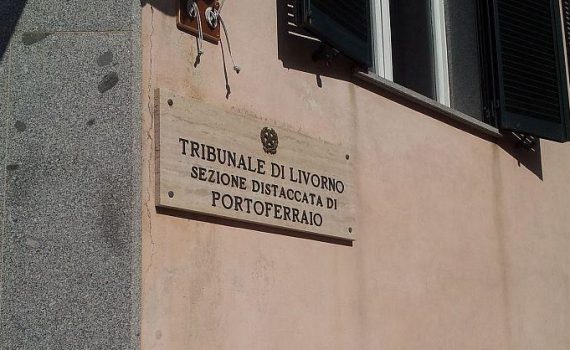 TRIBUNALE DI LIVORNO
SEZIONE DISTACCATA DI
PORTOFERRAIO